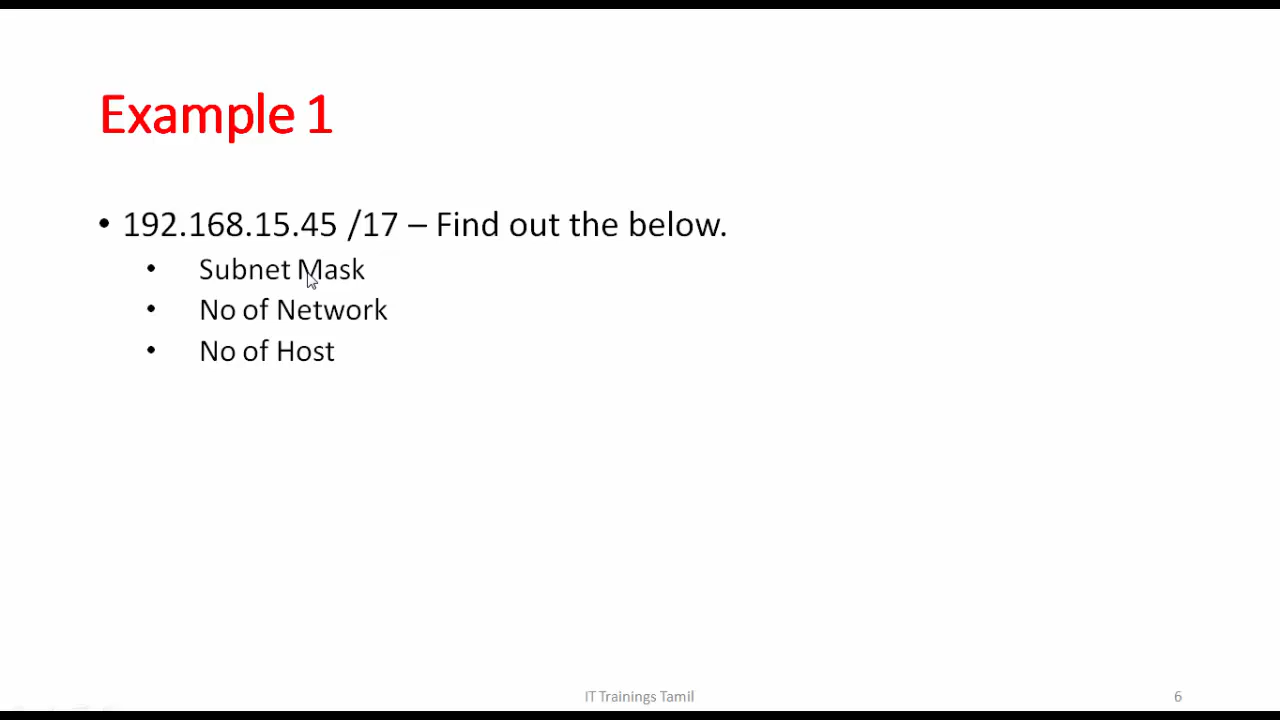 Example 1
• 192.168.15.45 /17 – Find out the below.
• Subnet Mask
• No of Network
• No of Host
IT Trainings Tamil
6